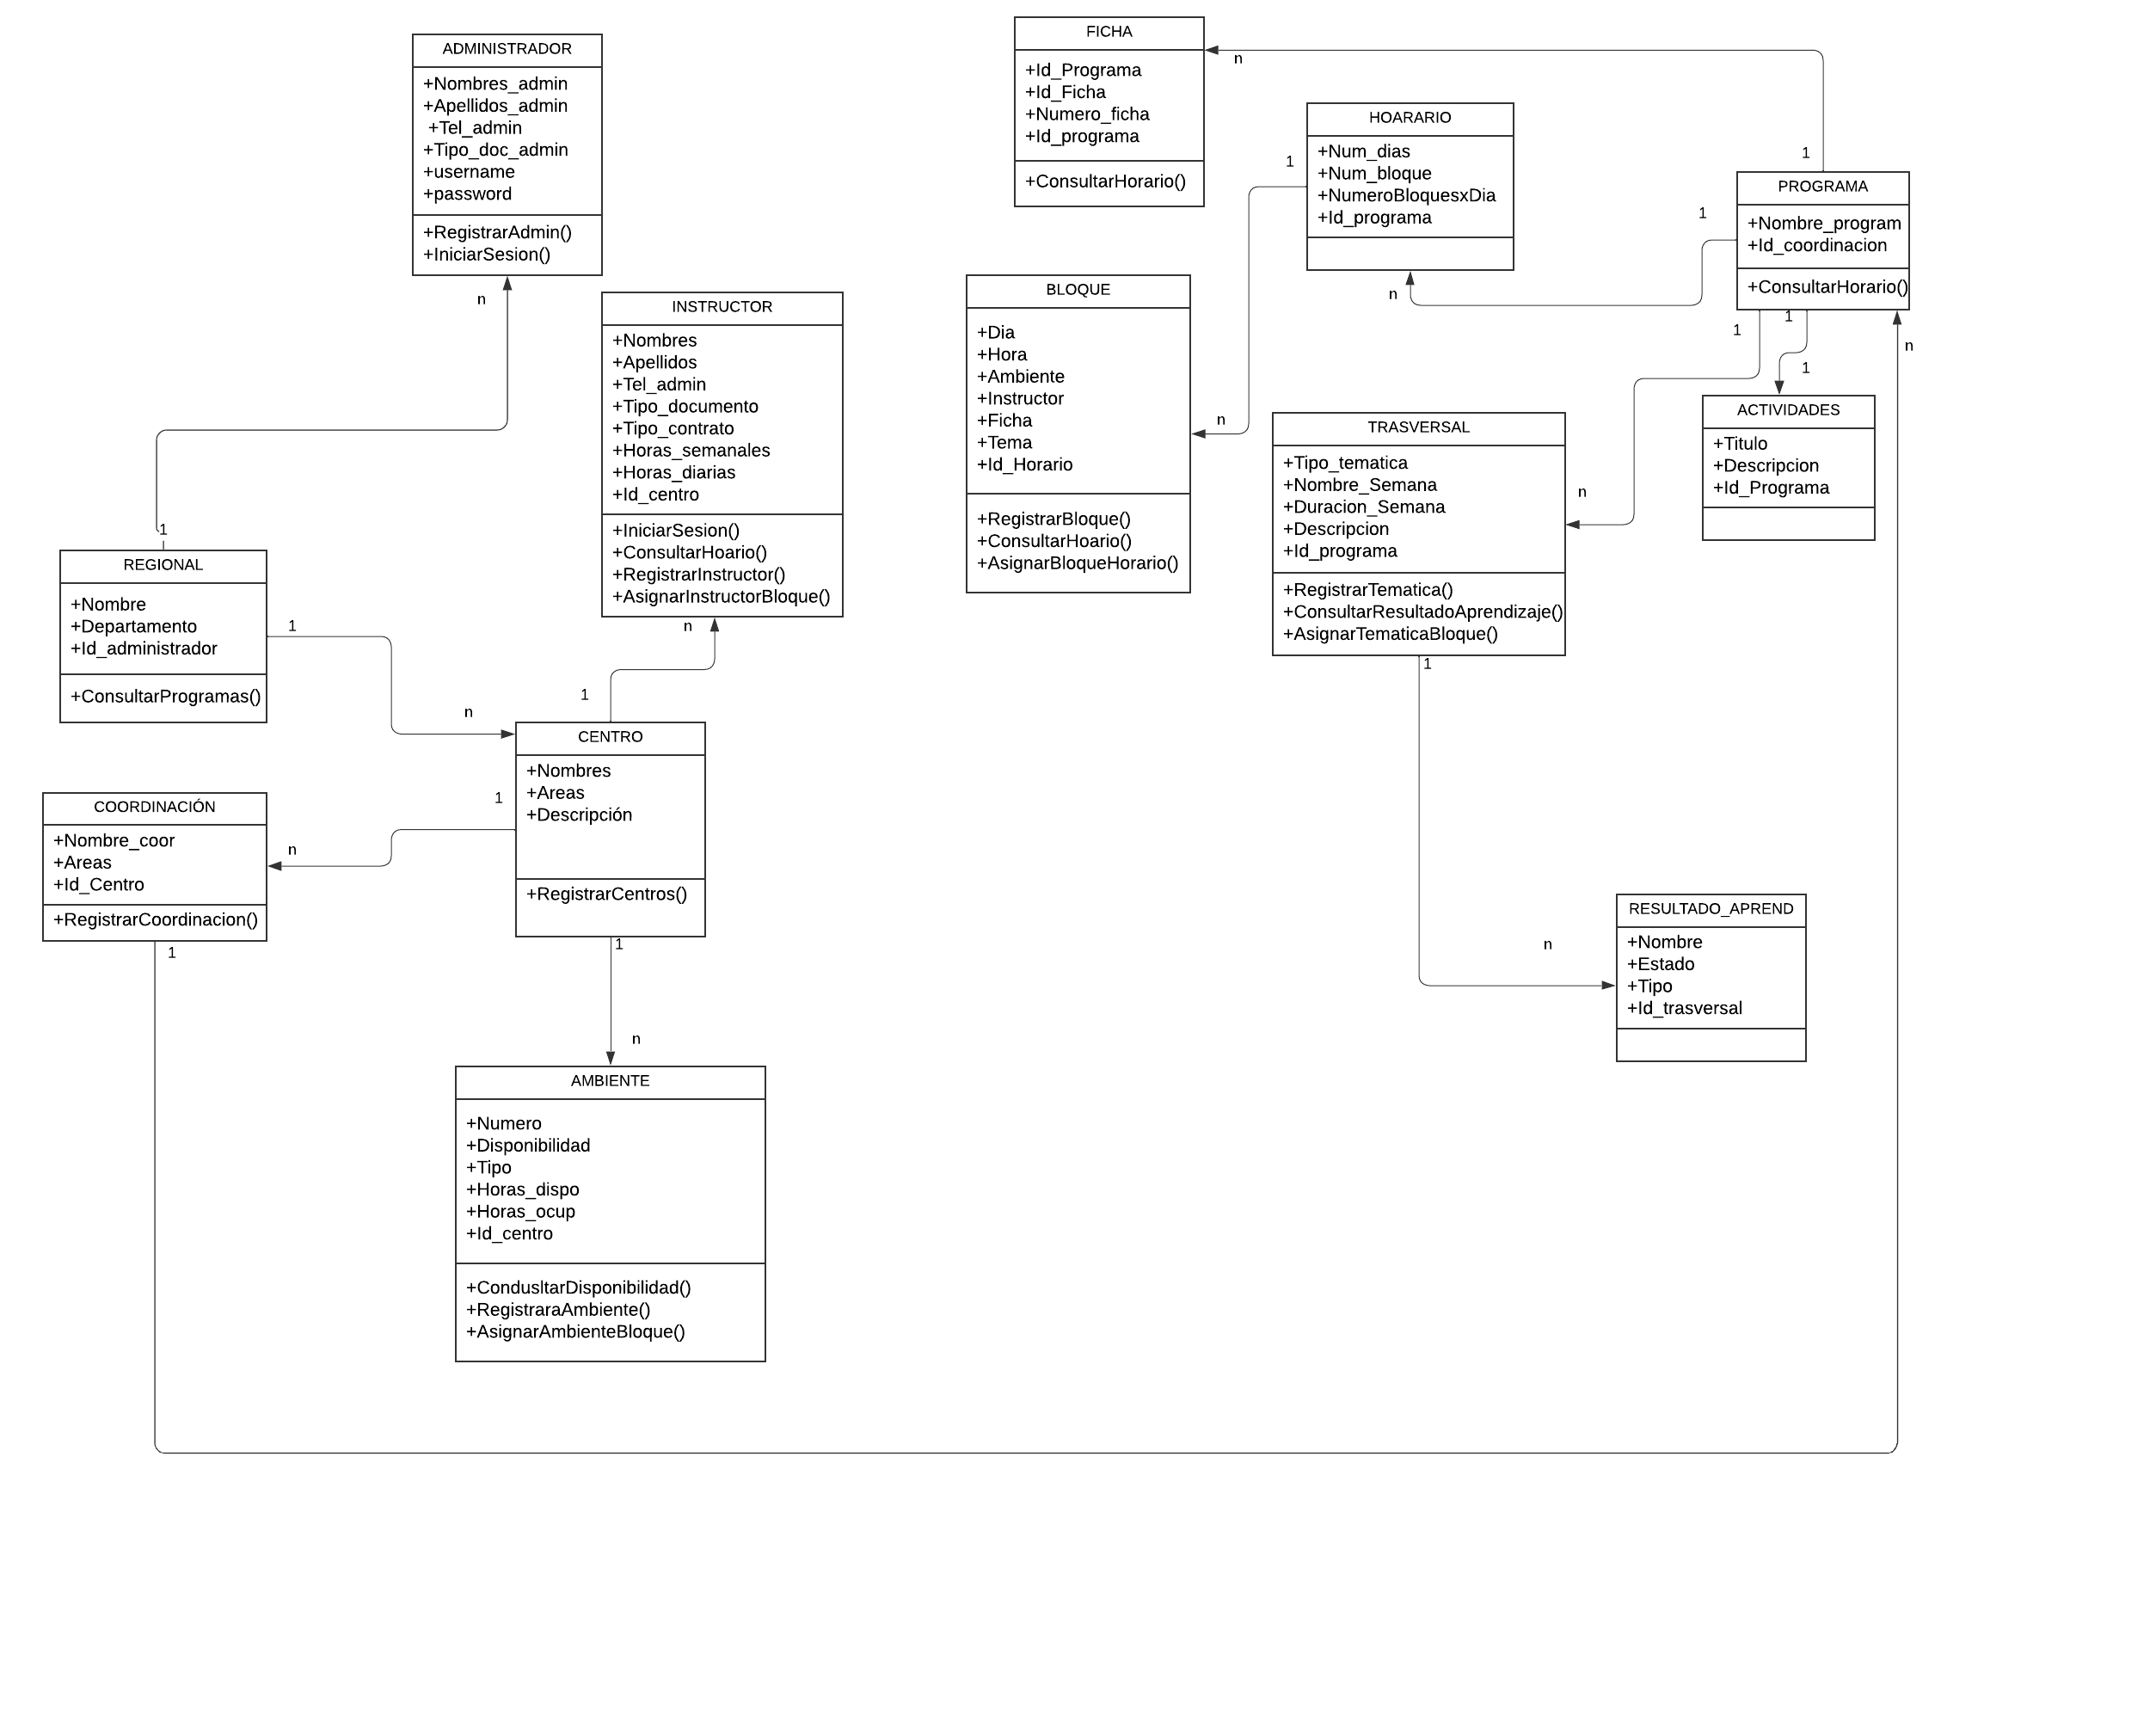 ADMINISTRADOR
+Nombres_admin
+Apellidos_admin
+Tel_admin
+Tipo_doc_admin
+username
+password
+RegistrarAdmin()
+IniciarSesion()
n
FICHA
+Id_Programa
+Id_Ficha
+Numero_ficha
+Id_programa
+ConsultarHorario()
n
HOARARIO
+Num_dias
+Num_bloque
+NumeroBloquesxDia
+Id_programa
1
n
PROGRAMA
+Nombre_program
+Id_coordinacion
+ConsultarHorario()
1
1
1
1
n
INSTRUCTOR
+Nombres
+Apellidos
+Tel_admin
+Tipo_documento
+Tipo_contrato
+Horas_semanales
+Horas_diarias
+Id_centro
+IniciarSesion()
+ConsultarHoario()
+RegistrarInstructor()
+AsignarInstructorBloque()
n
BLOQUE
+Dia
+Hora
+Ambiente
+Instructor
+Ficha
+Tema
+Id_Horario
+RegistrarBloque()
+ConsultarHoario()
+AsignarBloqueHorario()
n
TRASVERSAL
+Tipo_tematica
+Nombre_Semana
+Duracion_Semana
+Descripcion
+Id_programa
+RegistrarTematica()
+ConsultarResultadoAprendizaje()
+AsignarTematicaBloque()
n
1
1
ACTIVIDADES
+Titulo
+Descripcion
+Id_Programa
1
REGIONAL
+Nombre
+Departamento
+Id_administrador
+ConsultarProgramas()
1
n
1
CENTRO
+Nombres
+Areas
+Descripción
+RegistrarCentros()
1
1
COORDINACIÓN
+Nombre_coor
+Areas
+Id_Centro
+RegistrarCoordinacion()
n
1
RESULTADO_APREND
+Nombre
+Estado
+Tipo
+Id_trasversal
n
n
AMBIENTE
+Numero
+Disponibilidad
+Tipo
+Horas_dispo
+Horas_ocup
+Id_centro
+CondusltarDisponibilidad()
+RegistraraAmbiente()
+AsignarAmbienteBloque()